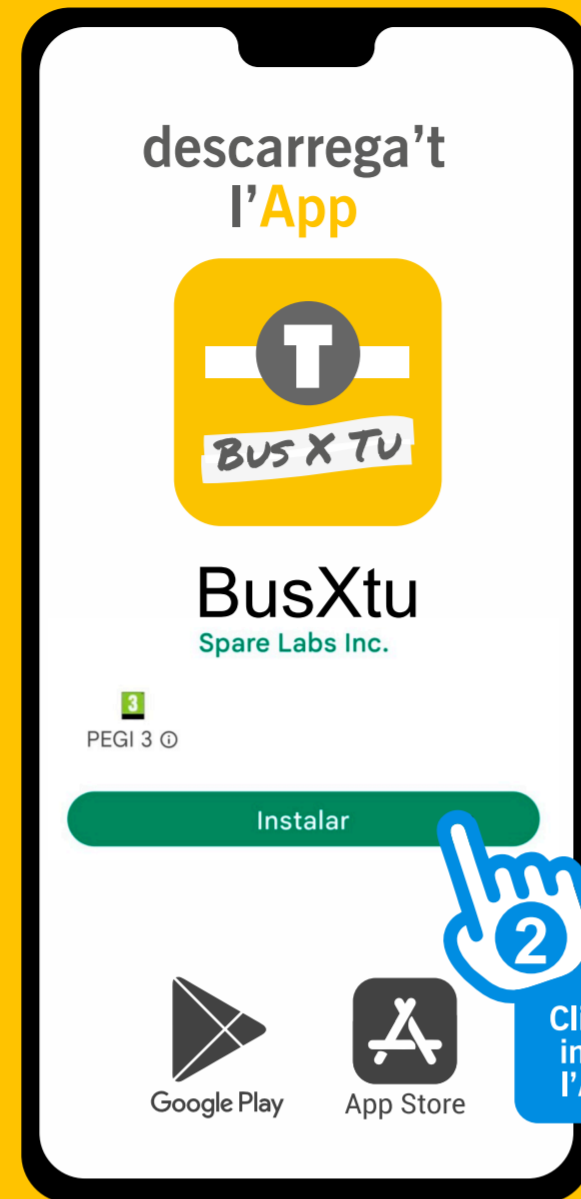 descarrega't
l'App
T
BUS X TU
BusXtu
Spare Labs Inc.
3
PEGI 3
Instalar
2
Google Play
App Store